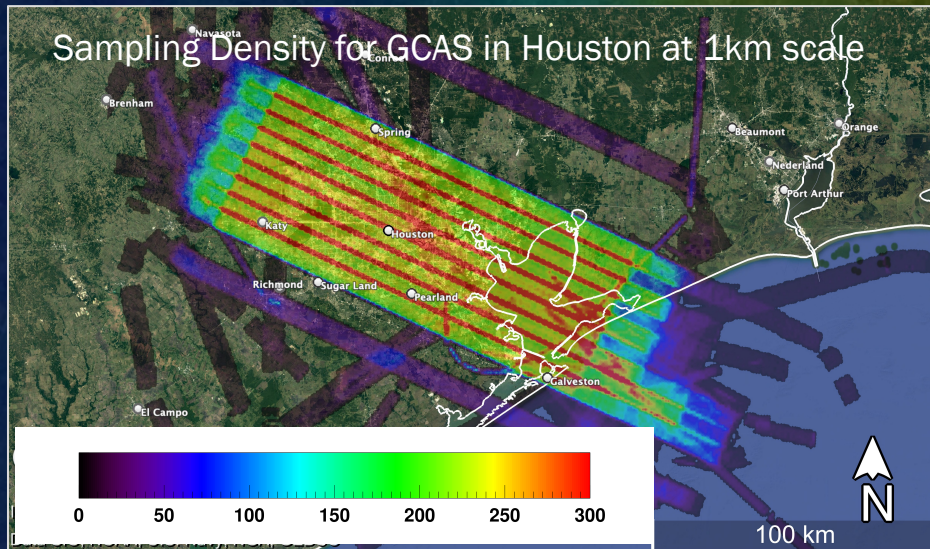 Sampling Density for GCAS in Houston at 1km scale
Navasota
Conroe
Brenham
Spring
Beaumont
Orange
Nederland
Port Arthur
Katy
Houston
Richmond
Sugar Land
Pearland
Galveston
El Campo
0 50 100 150 200 250 300
N
100 km